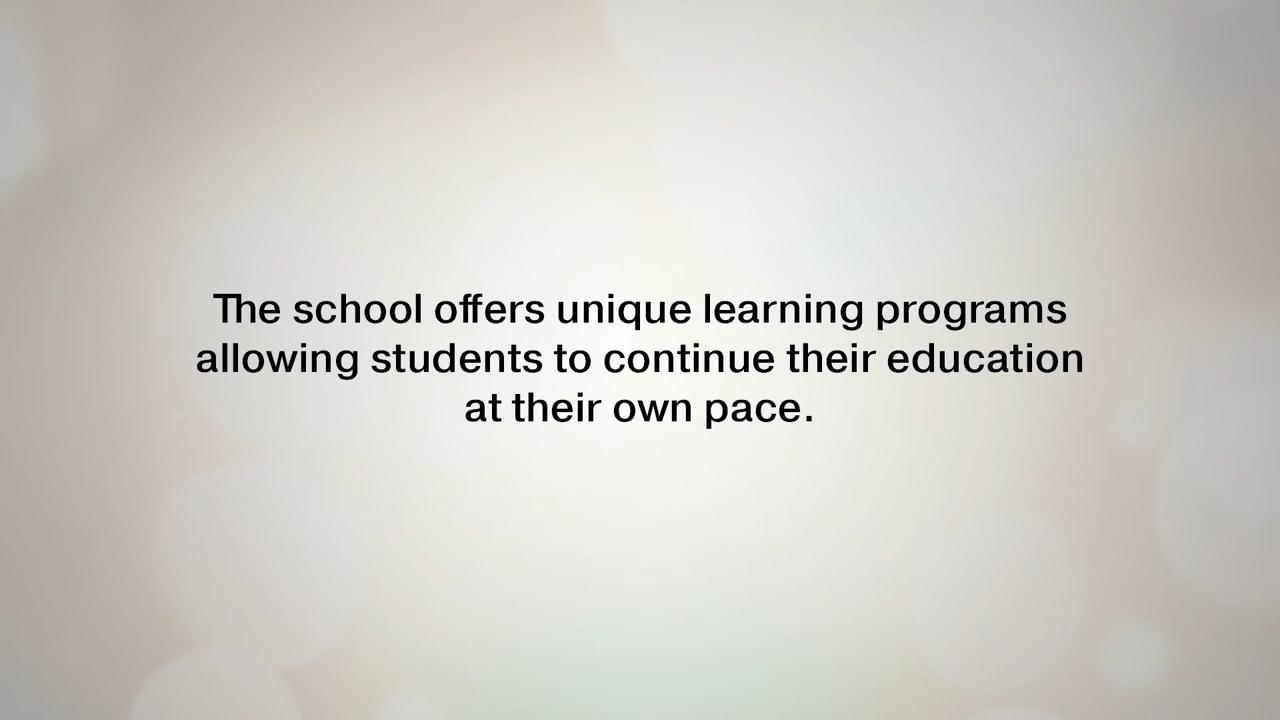 The school offers unique learning programs
allowing students to continue their education
at their own pace.